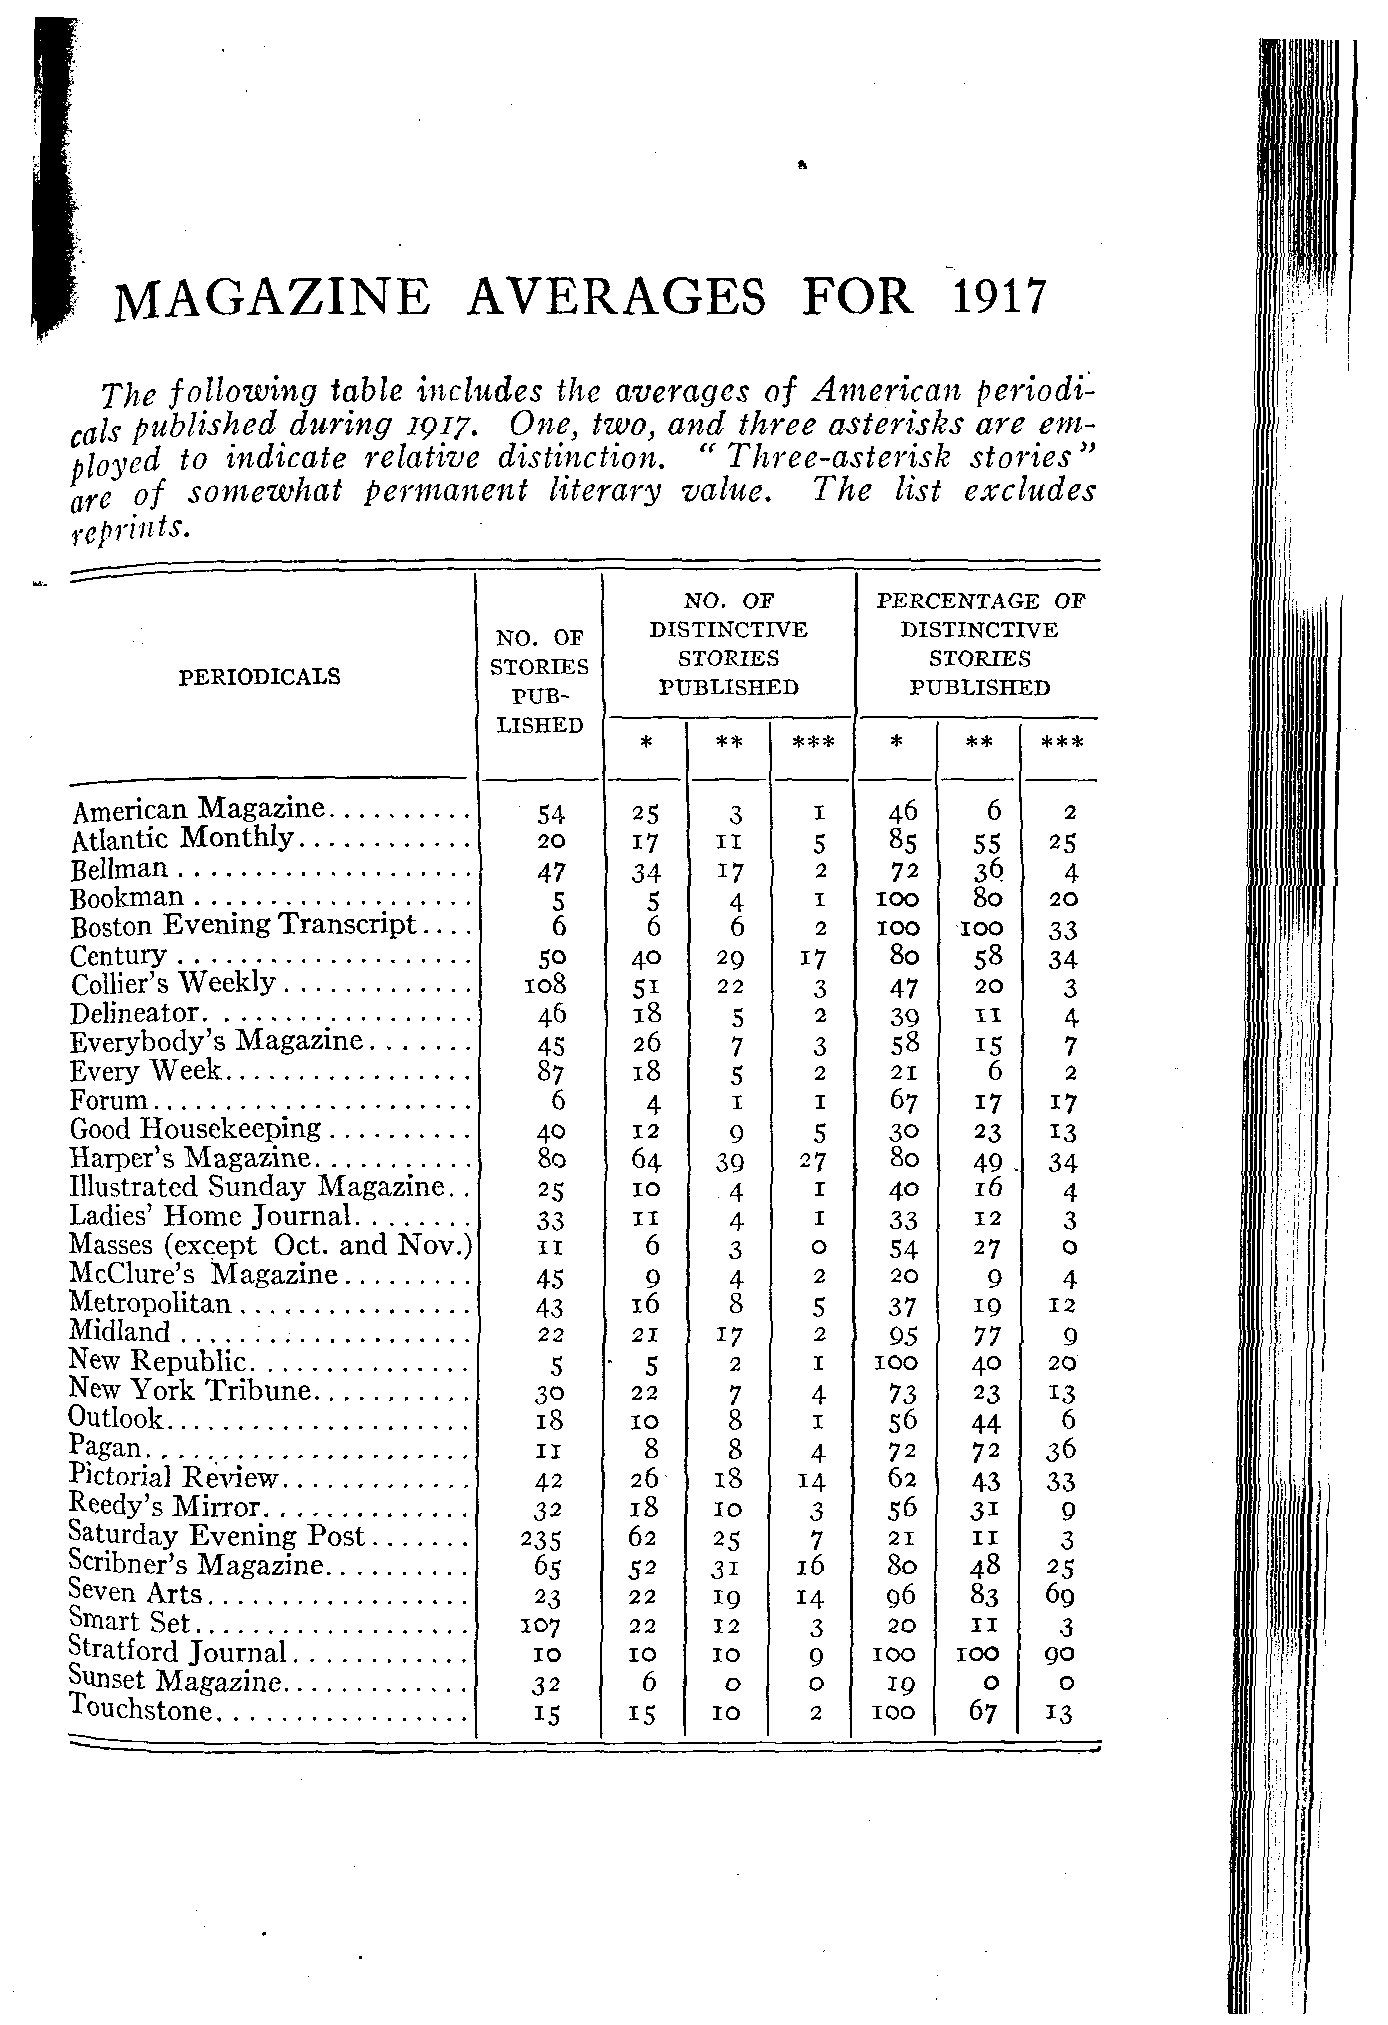 MAGAZINE AVERAGES FOR 1917
The following table includes the averages of American periodi-
cals published during 1917. One, two, and three asterisks are em-
ployed to indicate relative distinction. “Three-asterisk stories”
are of somewhat permanent literary value. The list excludes
reprints.
PERIODICALS
NO. OF
STORIES
PUB-
LISHED
NO. OF
DISTINCTIVE
STORIES
PUBLISHED
PERCENTAGE OF
DISTINCTIVE
STORIES
PUBLISHED
* ** *** * ** ***
American Magazine.......... 54 25 3 1 46 6 2
Atlantic Monthly............ 20 17 11 5 85 55 25
Bellman ................... 47 34 17 2 72 36 4
Bookman .................. 5 5 4 1 100 80 20
Boston Evening Transcript.... 6 6 6 2 100 100 33
Century ................... 50 40 29 17 80 58 34
Collier's Weekly ............. 108 51 22 3 47 20 3
Delineator.................. 46 18 5 2 39 11 4
Everybody's Magazine....... 45 26 7 3 58 15 7
Every Week................. 87 18 5 2 21 6 2
Forum...................... 6 4 1 1 67 17 17
Good Housekeeping.......... 40 12 9 5 30 23 13
Harper's Magazine........... 80 64 39 27 80 49 34
Illustrated Sunday Magazine.. 25 10 4 1 40 16 4
Ladies' Home Journal........ 33 11 4 1 33 12 3
Masses (except Oct. and Nov.) 11 6 3 0 54 27 0
McClure's Magazine......... 45 9 4 2 20 9 4
Metropolitan ................ 43 16 8 5 37 19 12
Midland ................... 22 21 17 2 95 77 9
New Republic............... 5 5 2 1 100 40 20
New York Tribune........... 30 22 7 4 73 23 13
Outlook.................... 18 10 8 1 56 44 6
Pagan...................... 11 8 8 4 72 72 36
Pictorial Review............. 42 26 18 14 62 43 33
Reedy's Mirror.............. 32 18 10 3 56 31 9
Saturday Evening Post....... 235 62 25 7 21 11 3
Scribner's Magazine.......... 65 52 31 16 80 48 25
Seven Arts.................. 23 22 19 14 96 83 69
Smart Set................... 107 22 12 3 20 11 3
Stratford Journal............ 10 10 10 9 100 100 90
Sunset Magazine............. 32 6 0 0 19 0 0
Touchstone................. 15 15 10 2 100 67 13